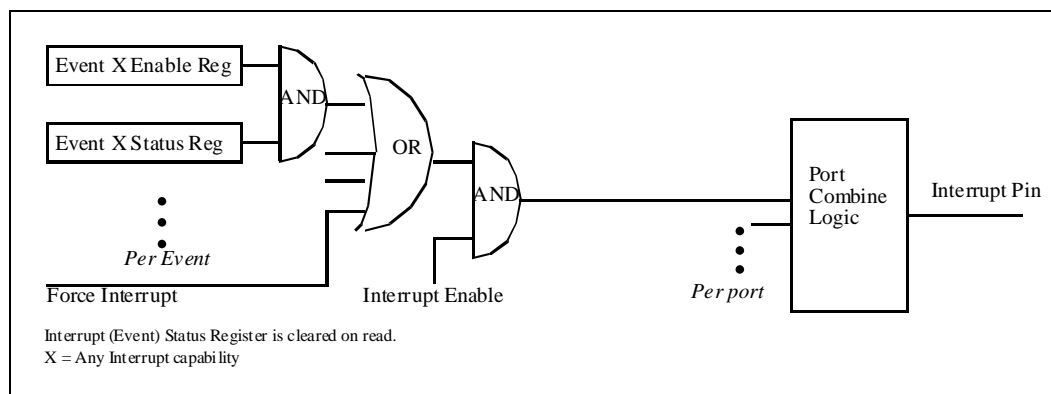 Event X Enable Reg
AND
Event X Status Reg
OR
AND
Port
Combine
Logic
Interrupt Pin
Per Event
Per port
Force Interrupt
Interrupt Enable
Interrupt (Event) Status Register is cleared on read.
X = Any Interrupt capability